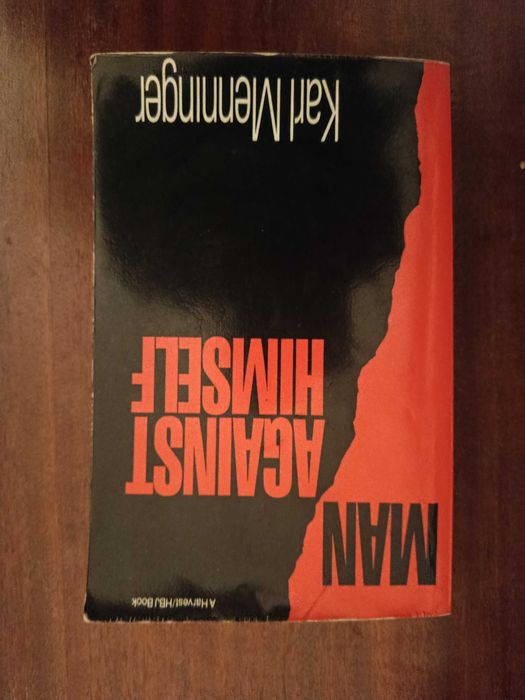 A Harvest/HBJ Book
MAN
AGAINST
HIMSELF
Karl Menninger